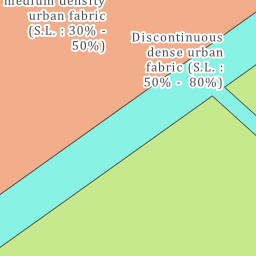 medium density
urban fabric
(S.L. : 30% -
50%)
Discontinuous
dense urban
fabric (S.L. :
50% - 80%)